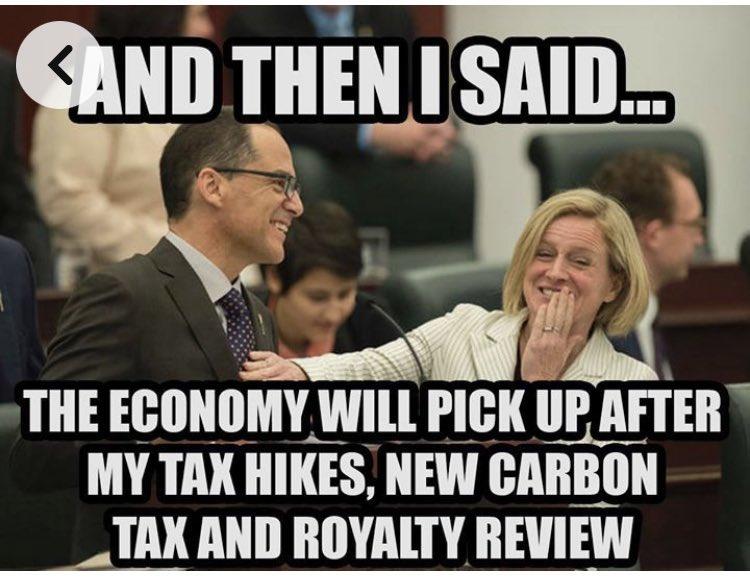 AND THEN I SAID...
THE ECONOMY WILL PICK UP AFTER
MY TAX HIKES, NEW CARBON
TAX AND ROYALTY REVIEW